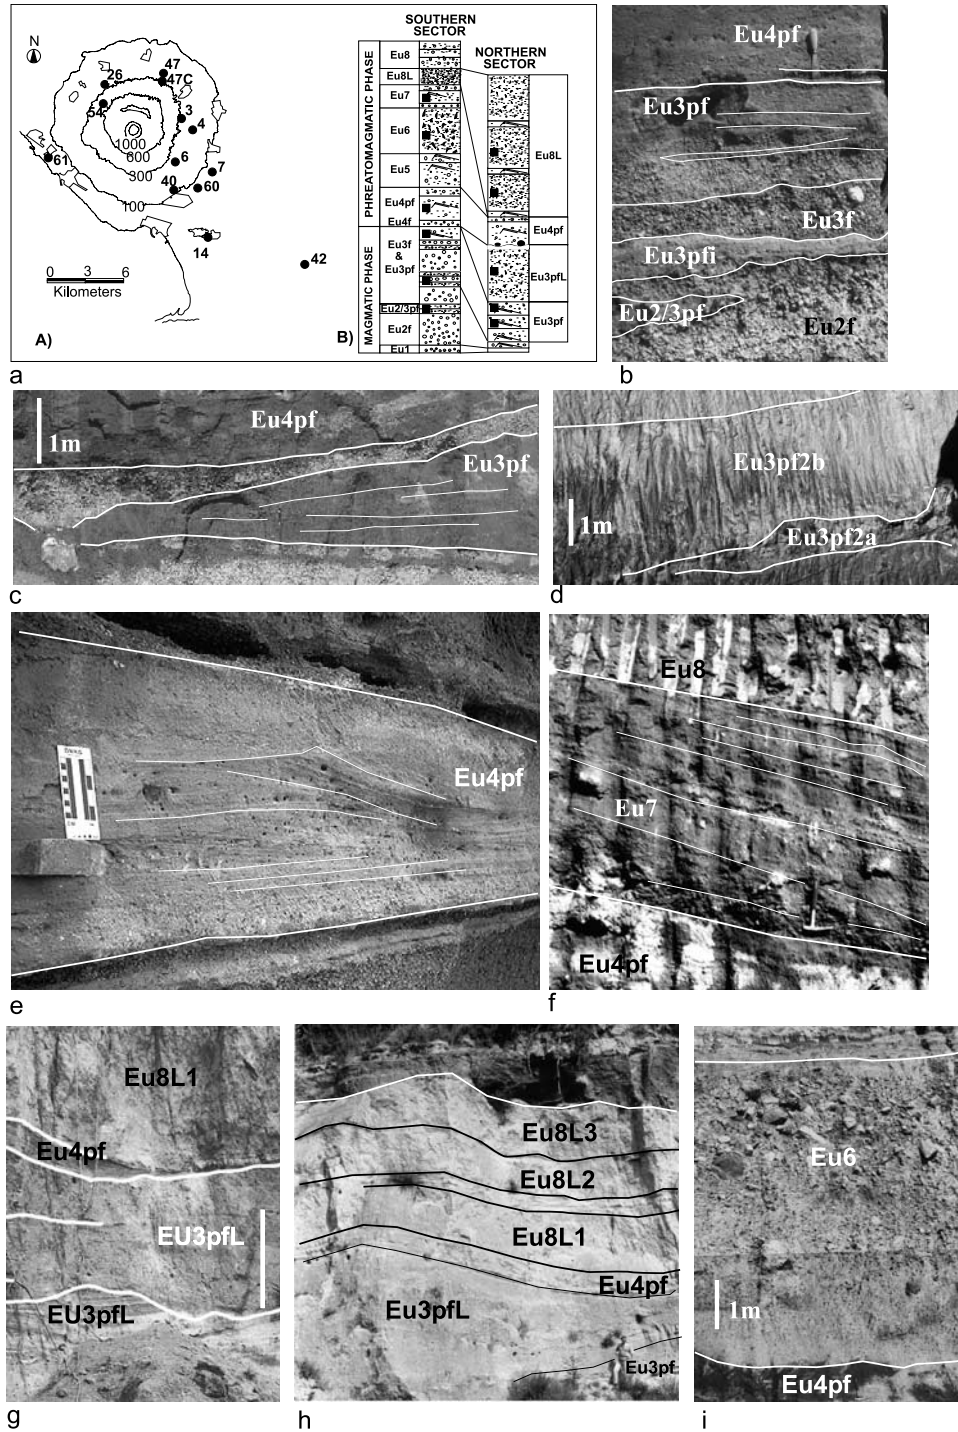 N
47
47C
26
54
3
4
1000
600
6
300
7
61
40
60
100
14
42
0 3 6
Kilometers
A)
SOUTHERN
SECTOR
NORTHERN
SECTOR
PHREATOMAGMATIC PHASE
MAGMATIC PHASE
Eu8
Eu8L
Eu7
Eu6
Eu5
Eu4pf
Eu4f
Eu3f
&
Eu3pf
Eu2/3pf
Eu2f
Eu1
B)
Eu8L
Eu4pf
Eu3pfL
Eu3pf
a
Eu4pf
Eu3pf
Eu3f
Eu3pfi
Eu2/3pf
Eu2f
b
Eu4pf
1m
Eu3pf
c
Eu3pf2b
1m
Eu3pf2a
d
Eu4pf
e
Eu8
Eu7
Eu4pf
f
Eu8L1
Eu4pf
EU3pfL
EU3pfL
g
Eu8L3
Eu8L2
Eu8L1
Eu4pf
Eu3pfL
Eu3pf
h
Eu6
1m
Eu4pf
i